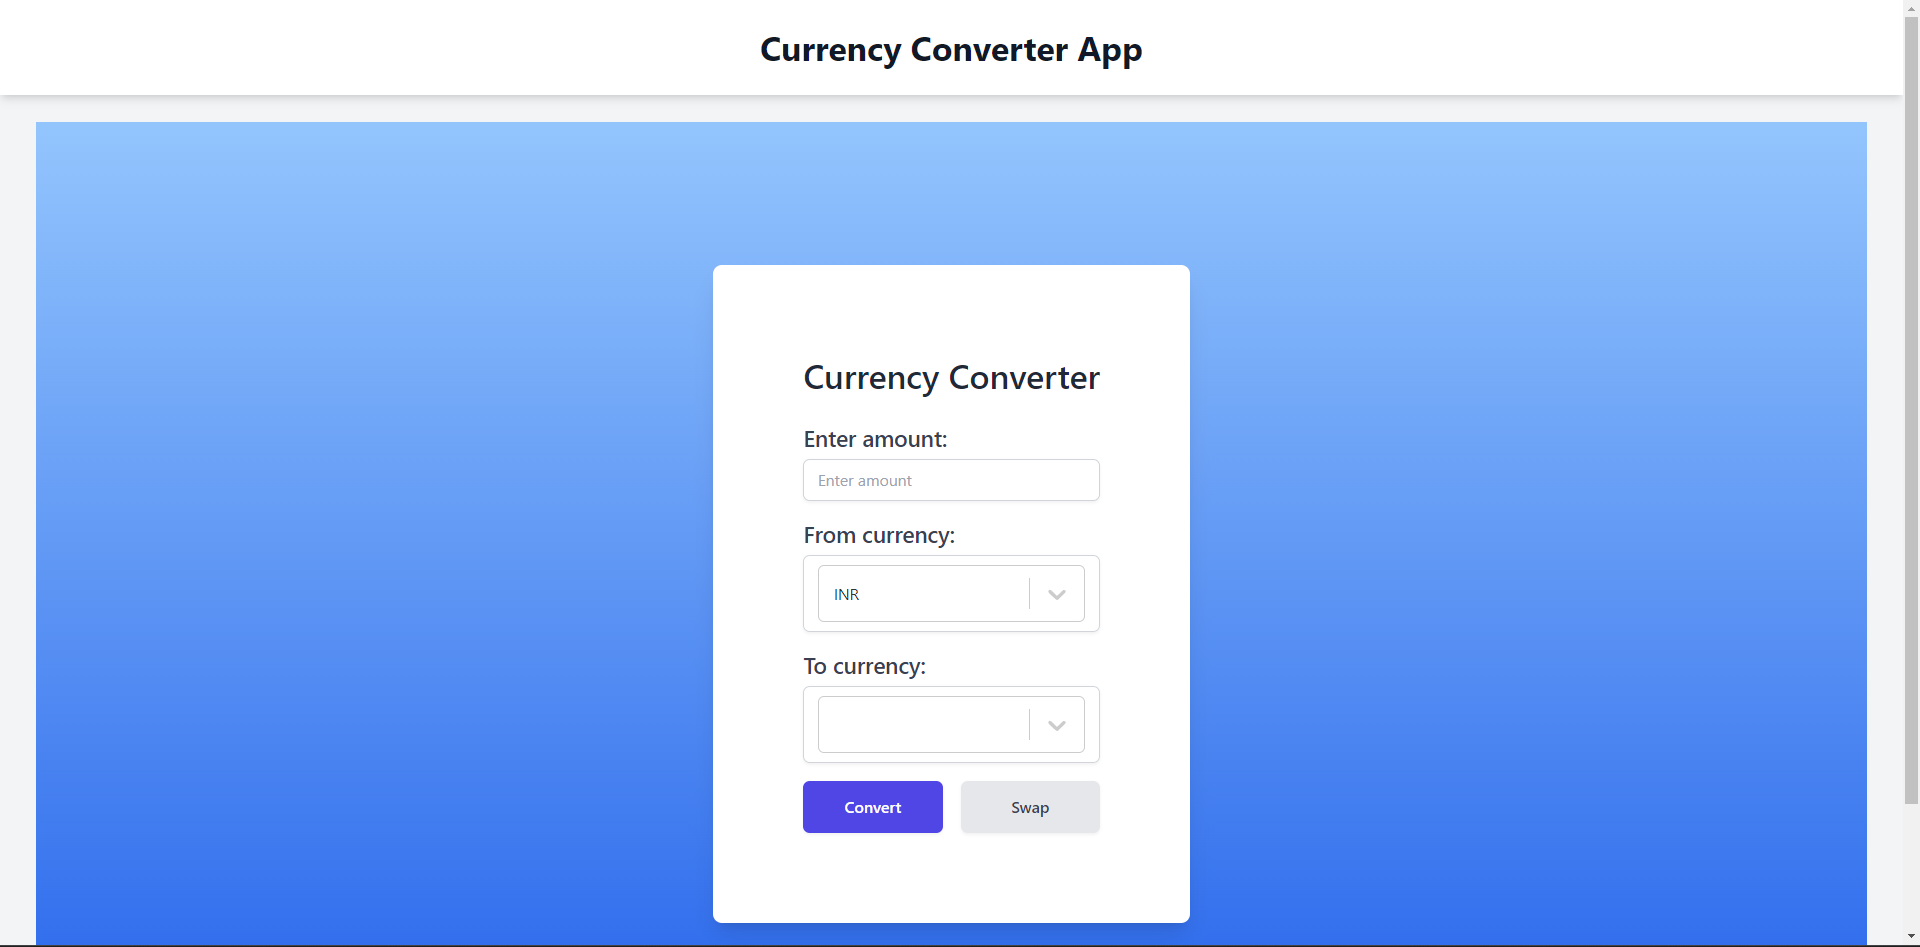 Currency Converter App
Currency Converter
Enter amount:
Enter amount
From currency:
INR
To currency:
Convert Swap